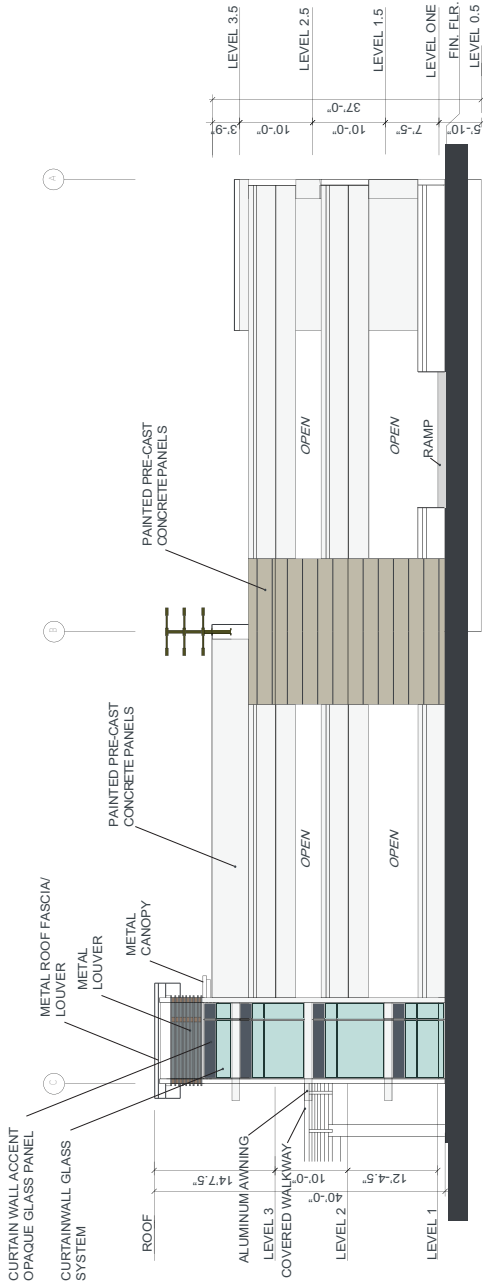 CURTAIN WALL ACCENT
OPAQUE GLASS PANEL
CURTAINWALL GLASS
SYSTEM
METAL ROOF FASCIA/
LOUVER
METAL
LOUVER
METAL
CANOPY
PAINTED PRE-CAST
CONCRETE PANELS
PAINTED PRE-CAST
CONCRETE PANELS
C
B
A
ROOF
ALUMINUM AWNING
LEVEL 3
COVERED WALKWAY
LEVEL 2
LEVEL 1
14'7.5"
10'-0"
12'-4.5"
40'-0"
OPEN
OPEN
OPEN
OPEN
RAMP
3'-9"
10'-0"
10'-0"
7'-5"
5'-10"
37'-0"
LEVEL 3.5
LEVEL 2.5
LEVEL 1.5
LEVEL ONE
FIN. FLR.
LEVEL 0.5